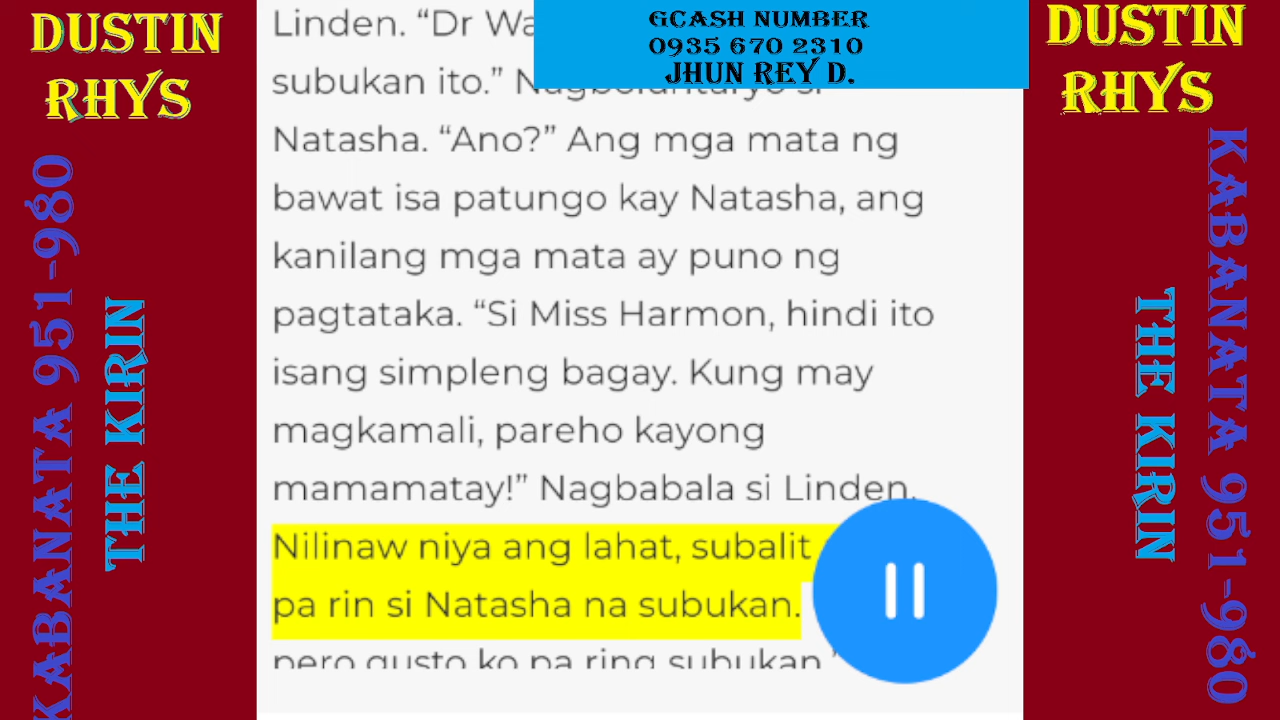 DUSTIN
RHYS
KABANATA 951-980
THE KIRIN
GCASH NUMBER
0935 670 2310
JHUN REY D.
Linden. “Dr
subukan ito.” Nagboluntaryo si
Natasha. “Ano?” Ang mga mata ng
bawat isa patungo kay Natasha, ang
kanilang mga mata ay puno ng
pagtataka. “Si Miss Harmon, hindi ito
isang simpleng bagay. Kung may
magkamali, pareho kayong
mamamatay!” Nagbabala si Linden.
Nilinaw niya ang lahat, subalit
pa rin si Natasha na subukan.
pero gusto ko pa ring subukan.
DUSTIN
RHYS
KABANATA 951-980
THE KIRIN